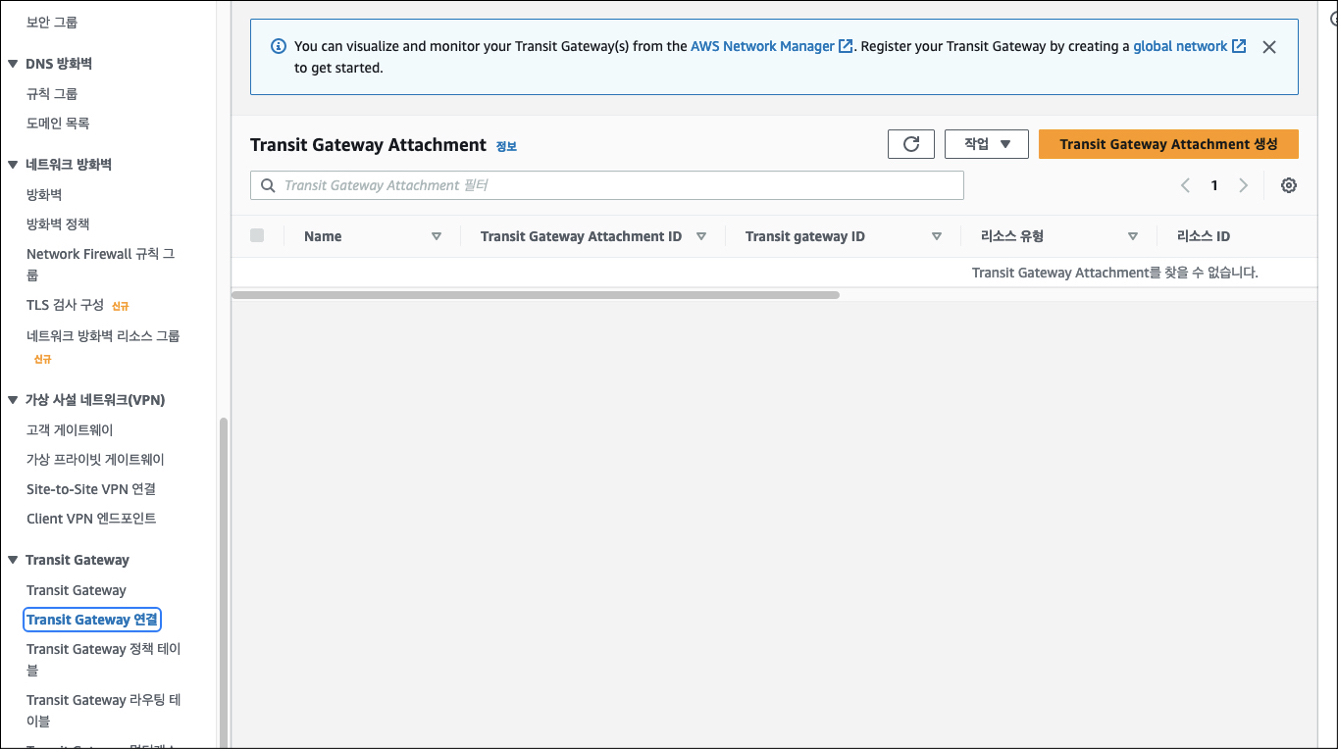 보안 그룹
DNS 방화벽
규칙 그룹
도메인 목록
네트워크 방화벽
방화벽
방화벽 정책
Network Firewall 규칙 그
룹
TLS 검사 구성 신규
네트워크 방화벽 리소스 그룹
신규
가상 사설 네트워크(VPN)
고객 게이트웨이
가상 프라이빗 게이트웨이
Site-to-Site VPN 연결
Client VPN 엔드포인트
Transit Gateway
Transit Gateway
Transit Gateway 연결
Transit Gateway 정책 테이
블
Transit Gateway 라우팅 테
이블
You can visualize and monitor your Transit Gateway(s) from the AWS Network Manager. Register your Transit Gateway by creating a global network
to get started.
Transit Gateway Attachment 정보
작업
Transit Gateway Attachment 생성
Transit Gateway Attachment 필터
1
Name Transit Gateway Attachment ID Transit gateway ID 리소스 유형 리소스 ID
Transit Gateway Attachment를 찾을 수 없습니다.